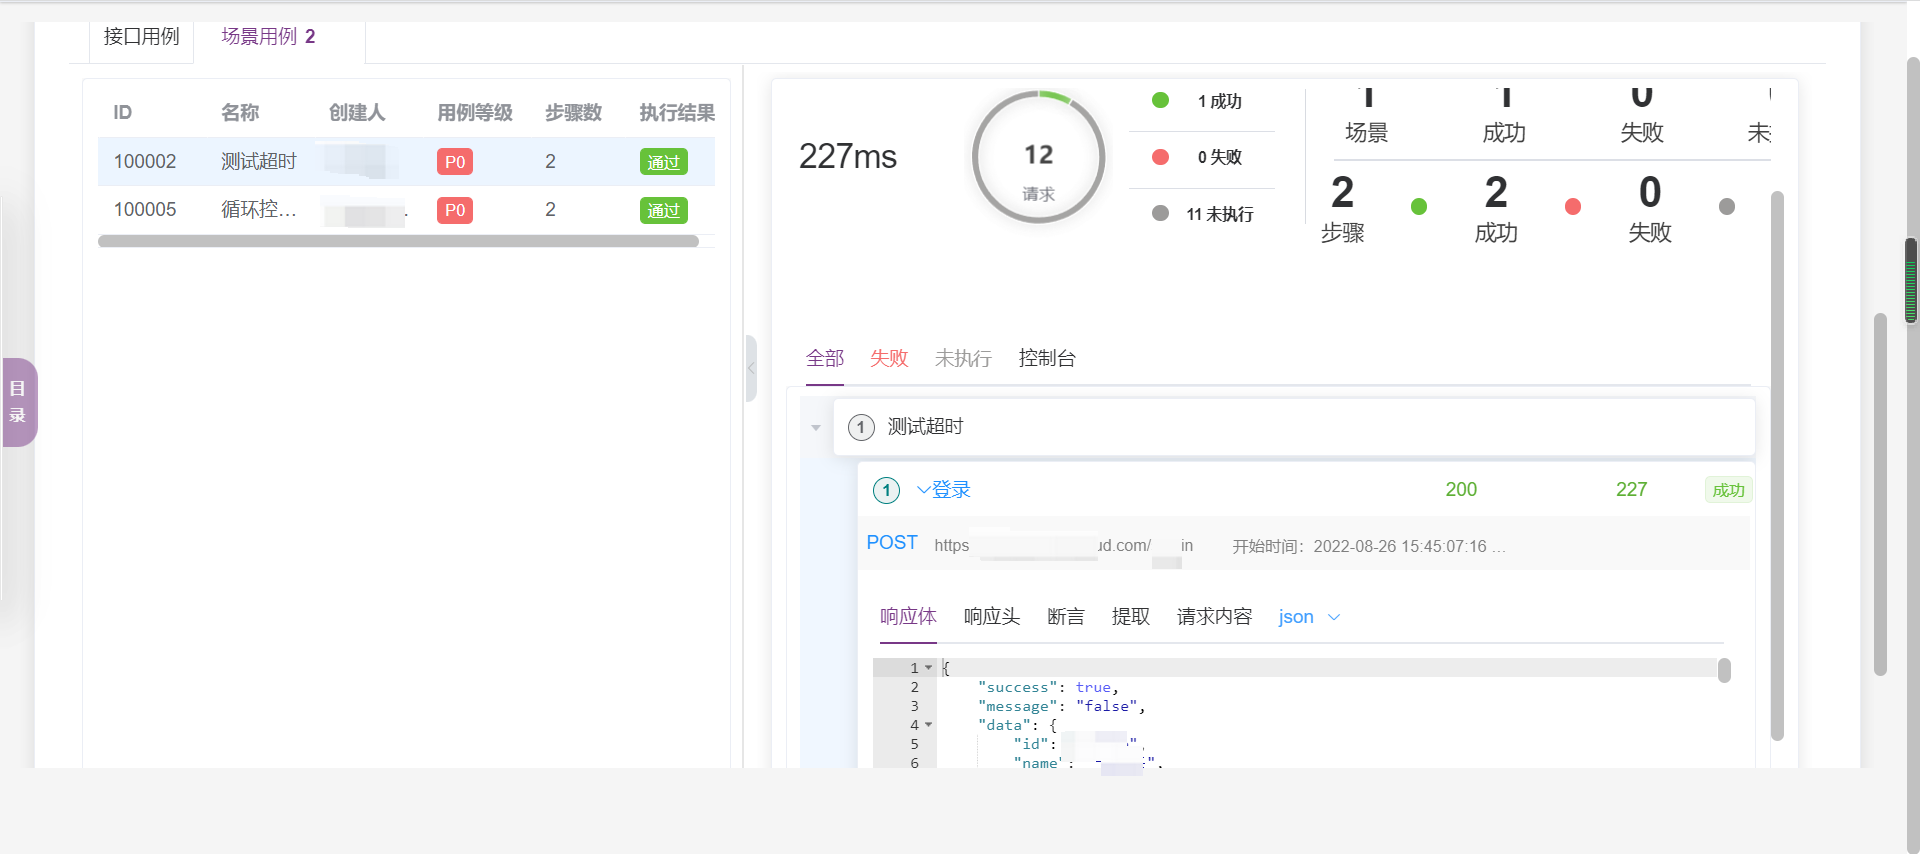 接口用例 场景用例 2
ID 名称 创建人 用例等级 步骤数 执行结果
100002 测试超时 P0 2 通过
100005 循环控... P0 2 通过
目录
227ms
12
请求
1 成功
0 失败
11 未执行
1 1 0
场景 成功 失败
2 2 0
步骤 成功 失败
全部 失败 未执行 控制台
1 测试超时
1 登录 200 227 成功
POST https ud.com/ in 开始时间：2022-08-26 15:45:07:16 ...
响应体 响应头 断言 提取 请求内容 json
1 {
2 "success": true,
3 "message": "false",
4 "data": {
5 "id": ",
6 "name": ",